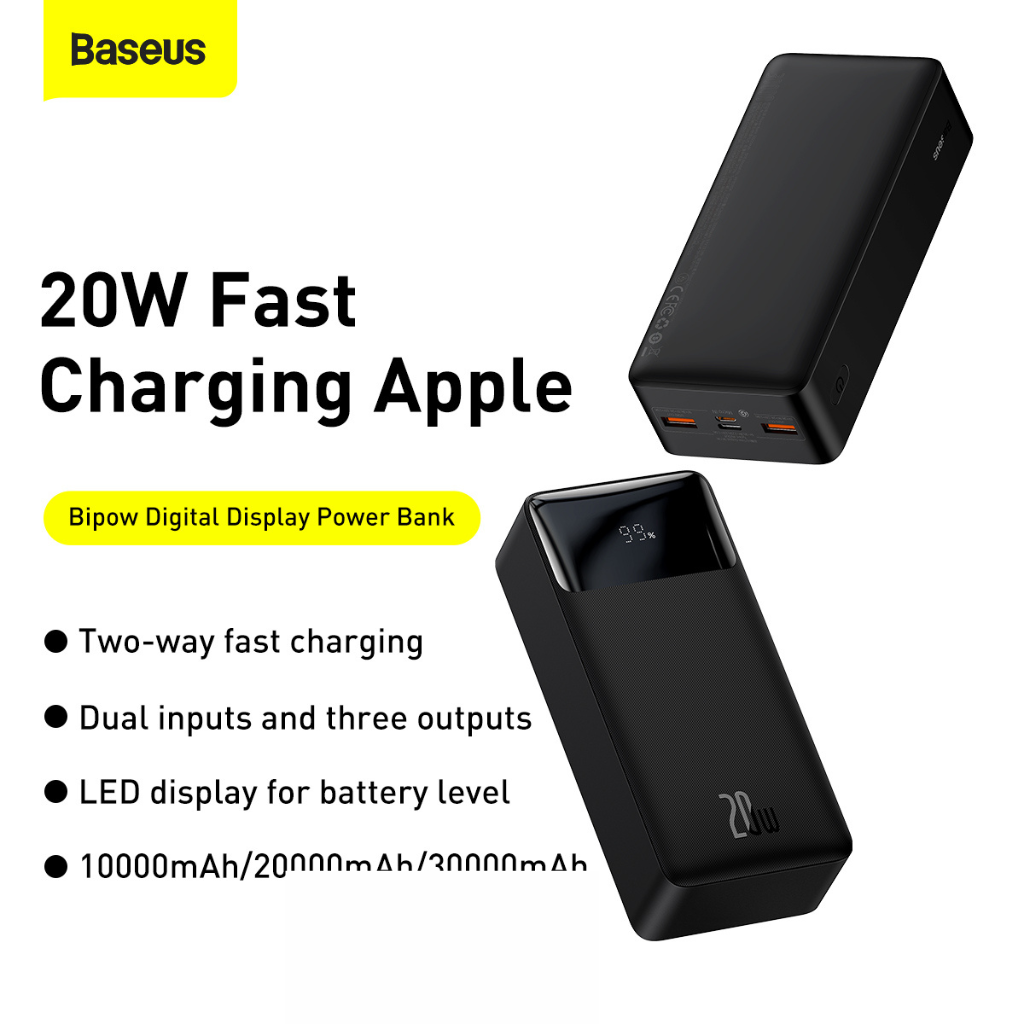 Baseus
20W Fast
Charging Apple
Bipow Digital Display Power Bank
99%
20W
● Two-way fast charging
● Dual inputs and three outputs
● LED display for battery level
● 10000mAh/20000mAh/30000mAh